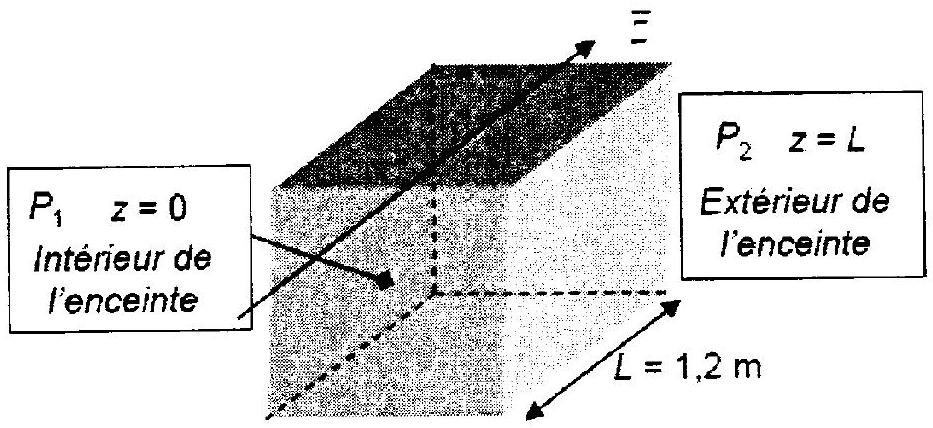 P₁ z = 0
Intérieur de
l'enceinte
P₂ z = L
Extérieur de
l'enceinte
L = 1,2 m